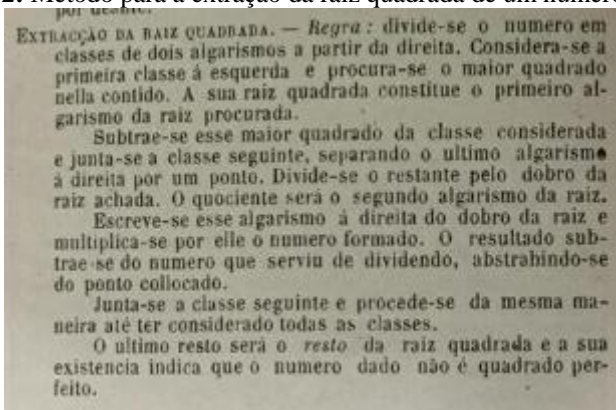 2. Método para a extração da raiz quadrada de um número
por deante.
EXTRACÇÃO DA RAIZ QUADRADA. — Regra : divide-se o numero em
classes de dois algarismos a partir da direita. Considera-se a
primeira classe á esquerda e procura-se o maior quadrado
nella contido. A sua raiz quadrada constitue o primeiro al-
garismo da raiz procurada.
Subtrae-se esse maior quadrado da classe considerada
e junta-se a classe seguinte, separando o ultimo algarismo
á direita por um ponto. Divide-se o restante pelo dobro da
raiz achada. O quociente será o segundo algarismo da raiz.
Escreve-se esse algarismo á direita do dobro da raiz e
multiplica-se por elle o numero formado. O resultado sub-
trae-se do numero que serviu de dividendo, abstrahindo-se
do ponto collocado.
Junta-se a classe seguinte e procede-se da mesma ma-
neira até ter considerado todas as classes.
O ultimo resto será o resto da raiz quadrada e a sua
existencia indica que o numero dado não é quadrado per-
feito.